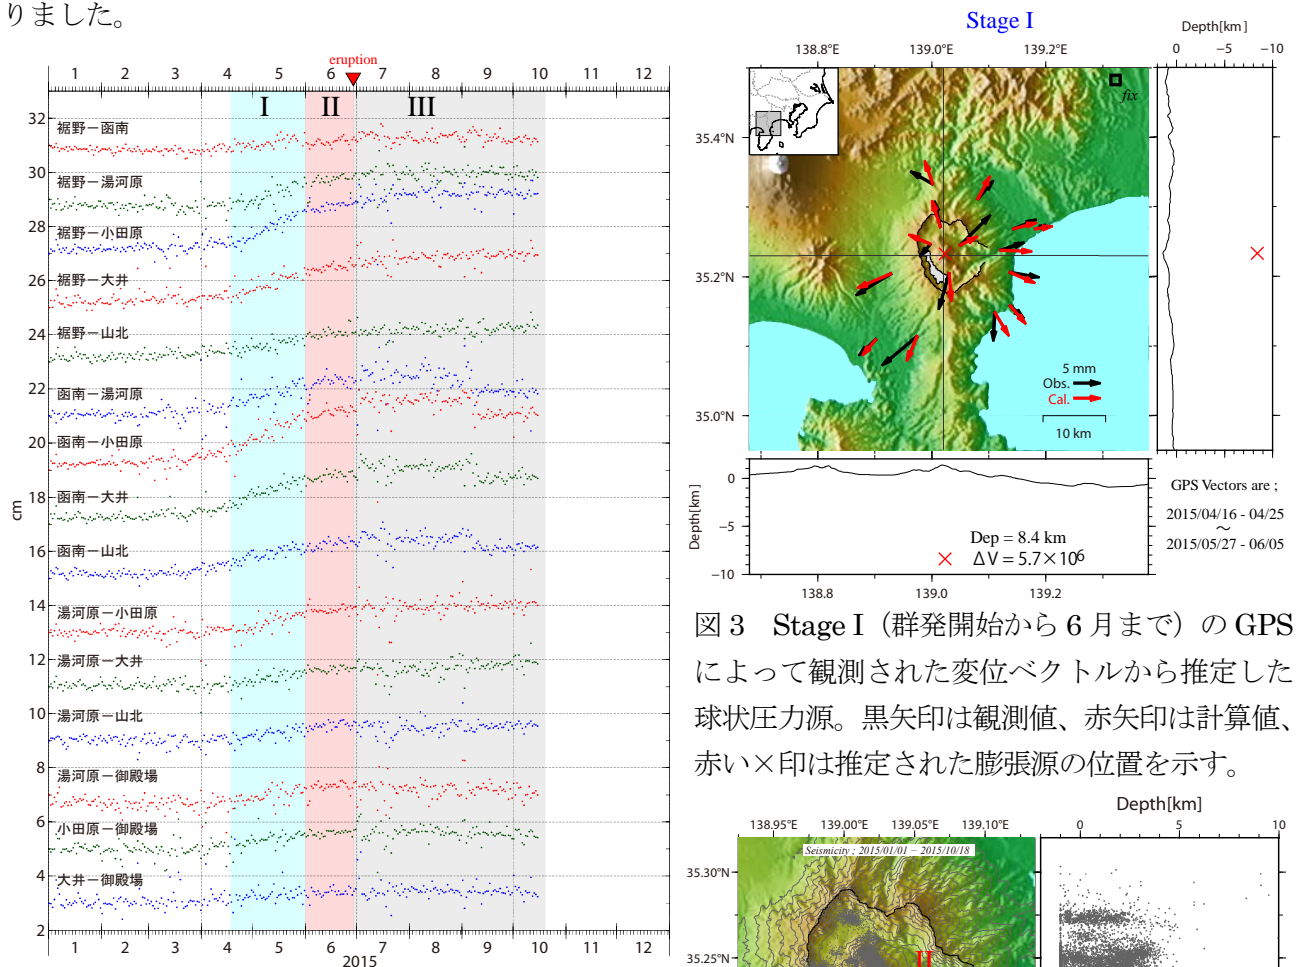 りました。
eruption
1 2 3 4 5 6 7 8 9 10 11 12
I II III
32
裾野－函南
30
裾野－湯河原
28
裾野－小田原
26
裾野－大井
24
裾野－山北
22
函南－湯河原
20
函南－小田原
18
函南－大井
16
函南－山北
14
湯河原－小田原
12
湯河原－大井
10
湯河原－山北
8
湯河原－御殿場
6
小田原－御殿場
4
大井－御殿場
2
cm
1 2 3 4 5 6 7 8 9 10 11 12
2015
Stage I
Depth[km]
138.8°E 139.0°E 139.2°E
0 −5 −10
fix
35.4°N
35.2°N
35.0°N
5 mm
Obs.
Cal.
10 km
Depth[km]
0
−5
−10
Dep = 8.4 km
ΔV = 5.7×10⁶
138.8 139.0 139.2
GPS Vectors are ;
2015/04/16 - 04/25
～
2015/05/27 - 06/05
図 3　Stage I（群発開始から 6 月まで）の GPS
によって観測された変位ベクトルから推定した
球状圧力源。黒矢印は観測値、赤矢印は計算値、
赤い×印は推定された膨張源の位置を示す。
Depth[km]
138.95°E 139.00°E 139.05°E 139.10°E
0 5 10
Seismicity ; 2015/01/01 − 2015/10/18
35.30°N
35.25°N
II